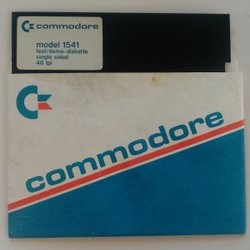 commodore
model 1541
test/demo-diskette
single sided
48 tpi
commodore